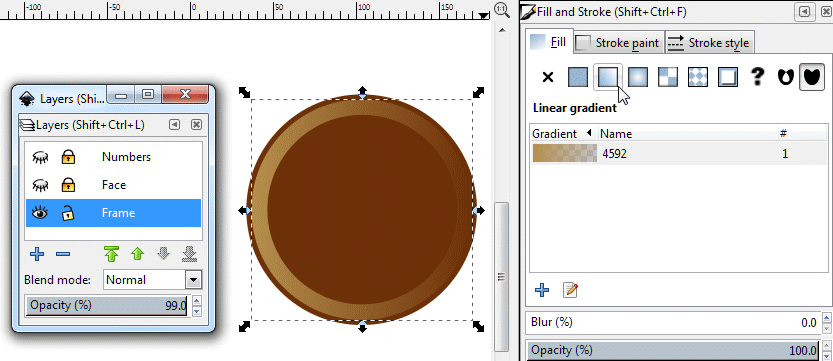 -100 -50 0 50 100 150
1:1
Fill and Stroke (Shift+Ctrl+F)
Fill Stroke paint Stroke style
?
Linear gradient
Gradient Name #
4592 1
Blur (%) 0.0
Opacity (%) 100.0
Layers (Shi...
Layers (Shift+Ctrl+L)
Numbers
Face
Frame
Blend mode: Normal
Opacity (%) 99.0